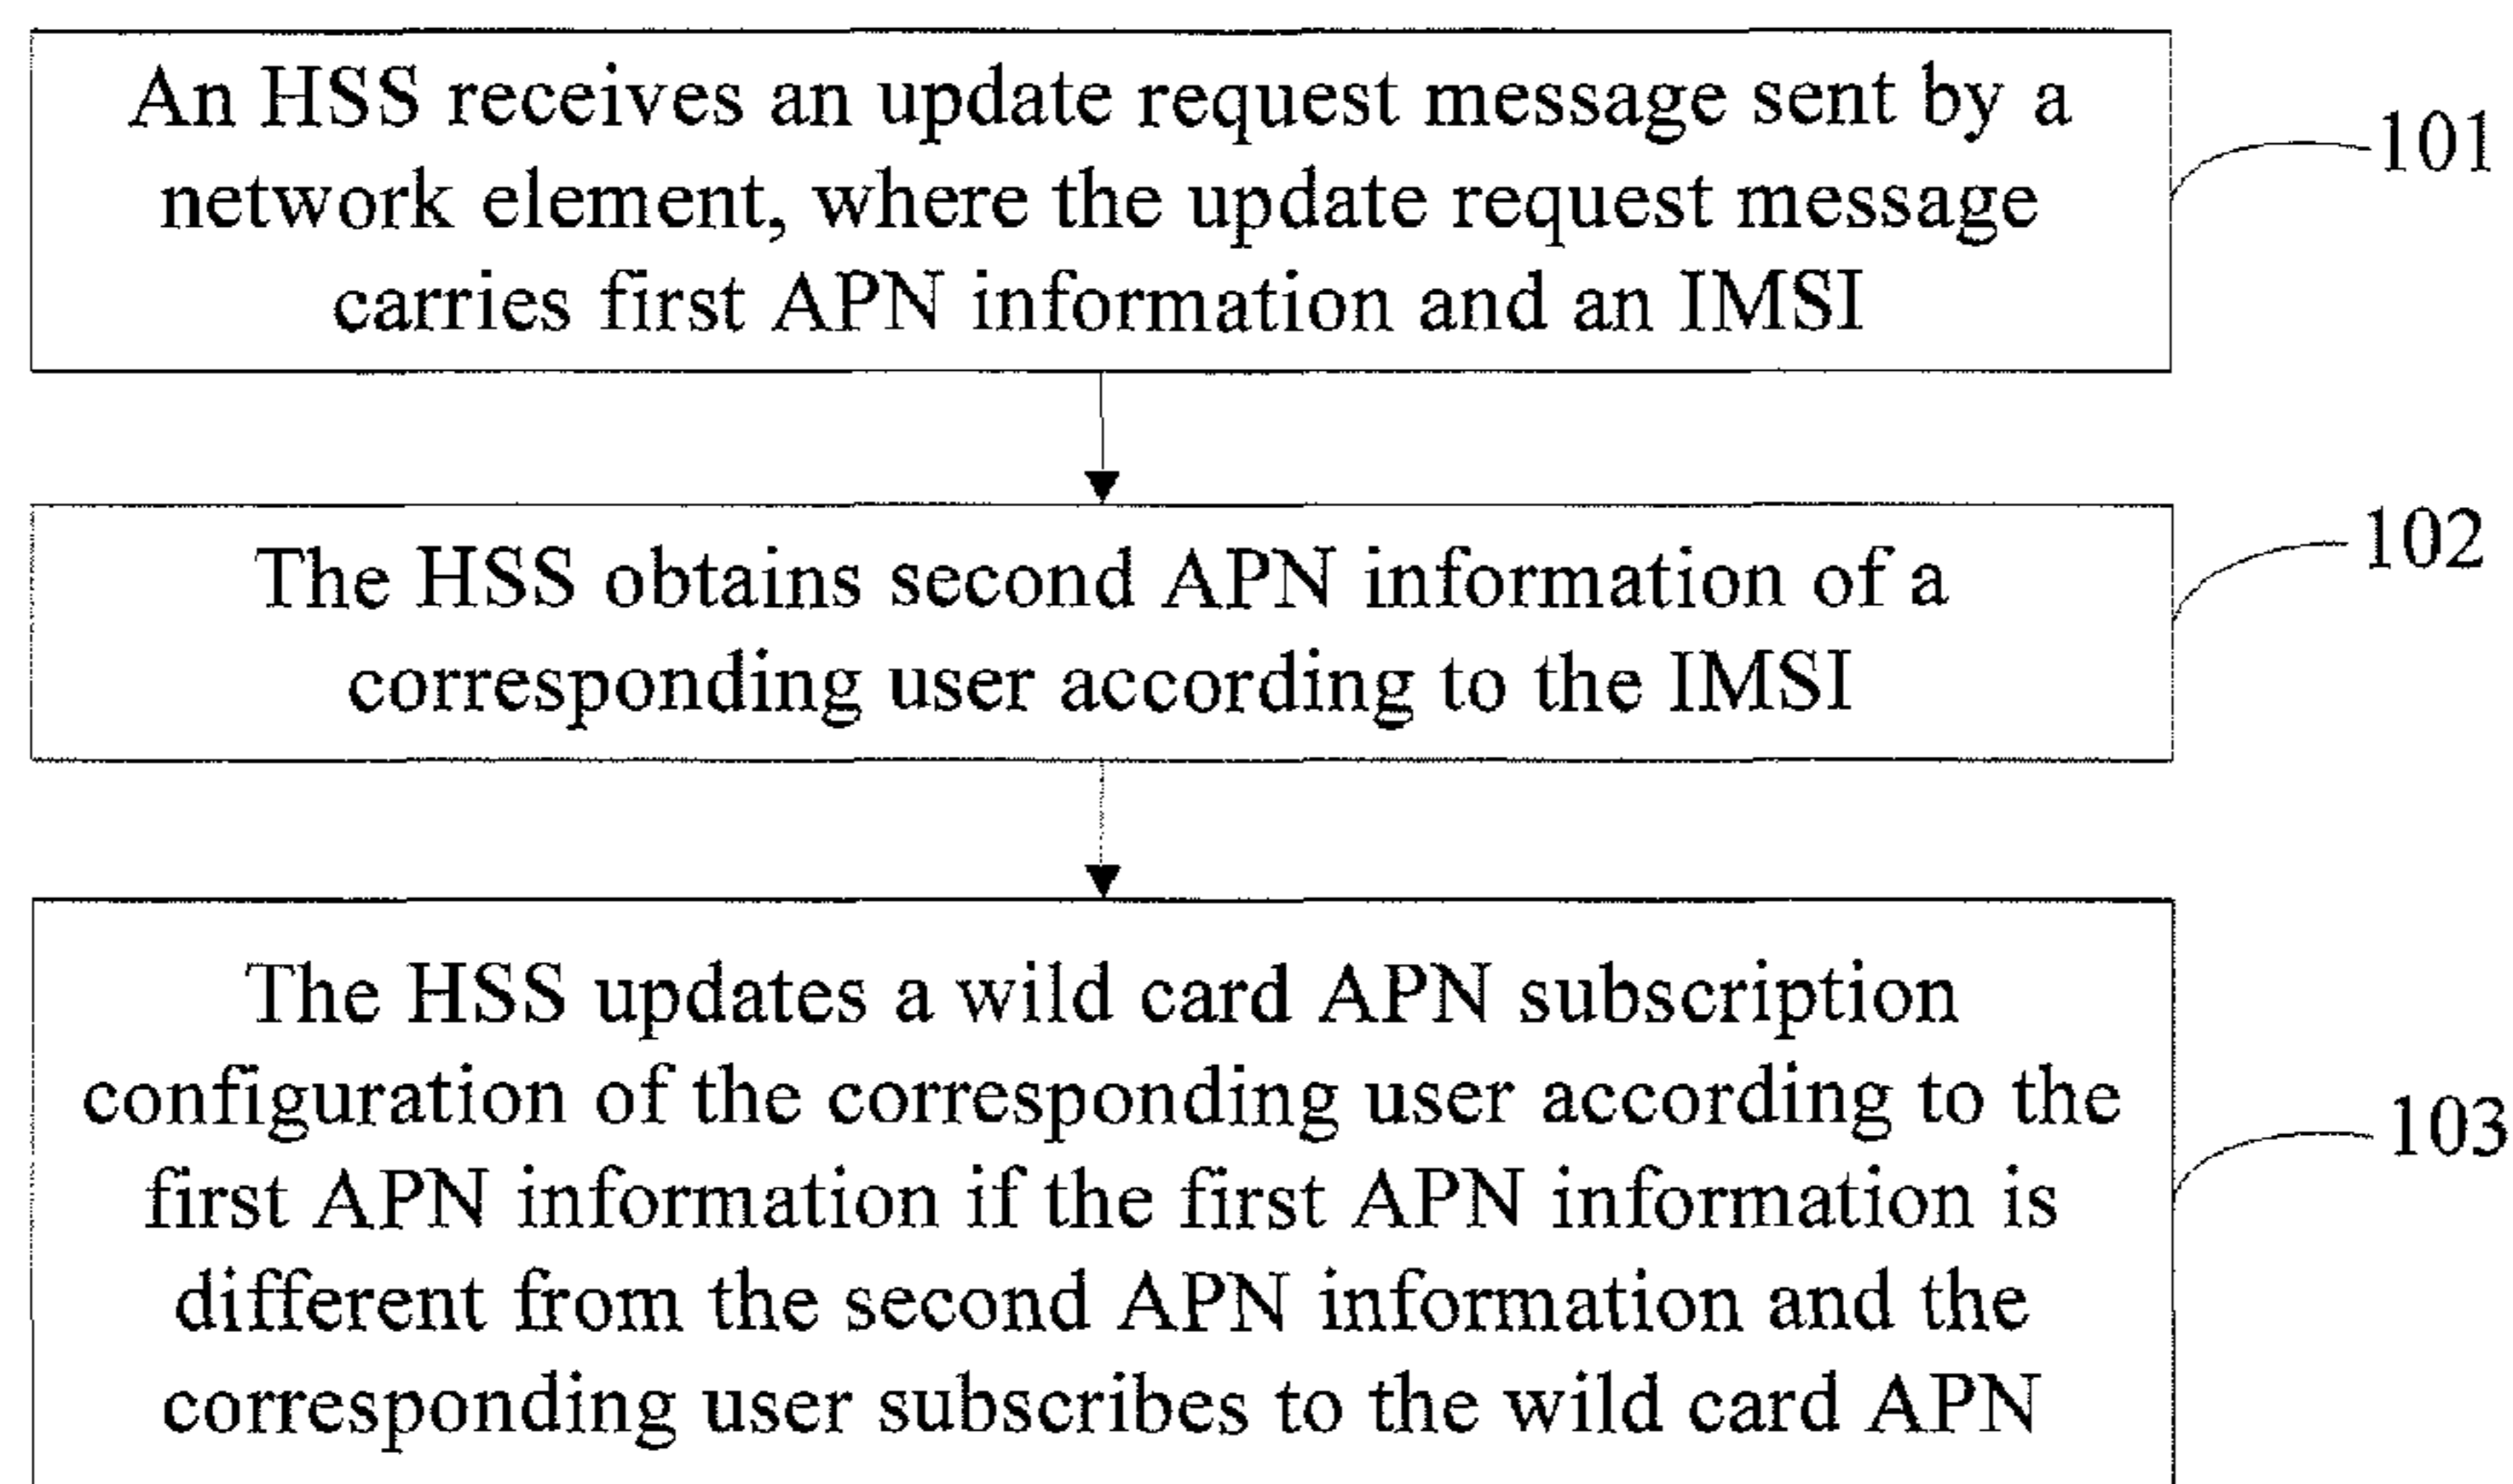 An HSS receives an update request message sent by a
network element, where the update request message
carries first APN information and an IMSI
101
The HSS obtains second APN information of a
corresponding user according to the IMSI
102
The HSS updates a wild card APN subscription
configuration of the corresponding user according to the
first APN information if the first APN information is
different from the second APN information and the
corresponding user subscribes to the wild card APN
103